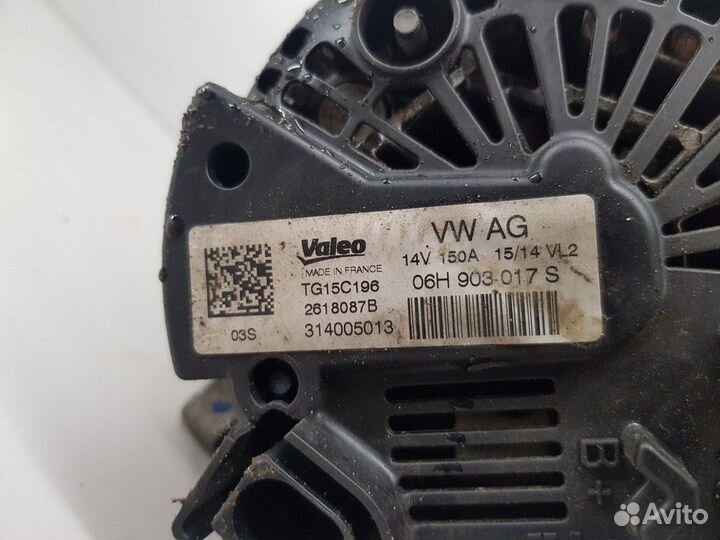 Valeo
MADE IN FRANCE
TG15C196
2618087B
314005013
03S
VW AG
14V 150A 15/14 VL2
06H 903 017 S
B+
Avito